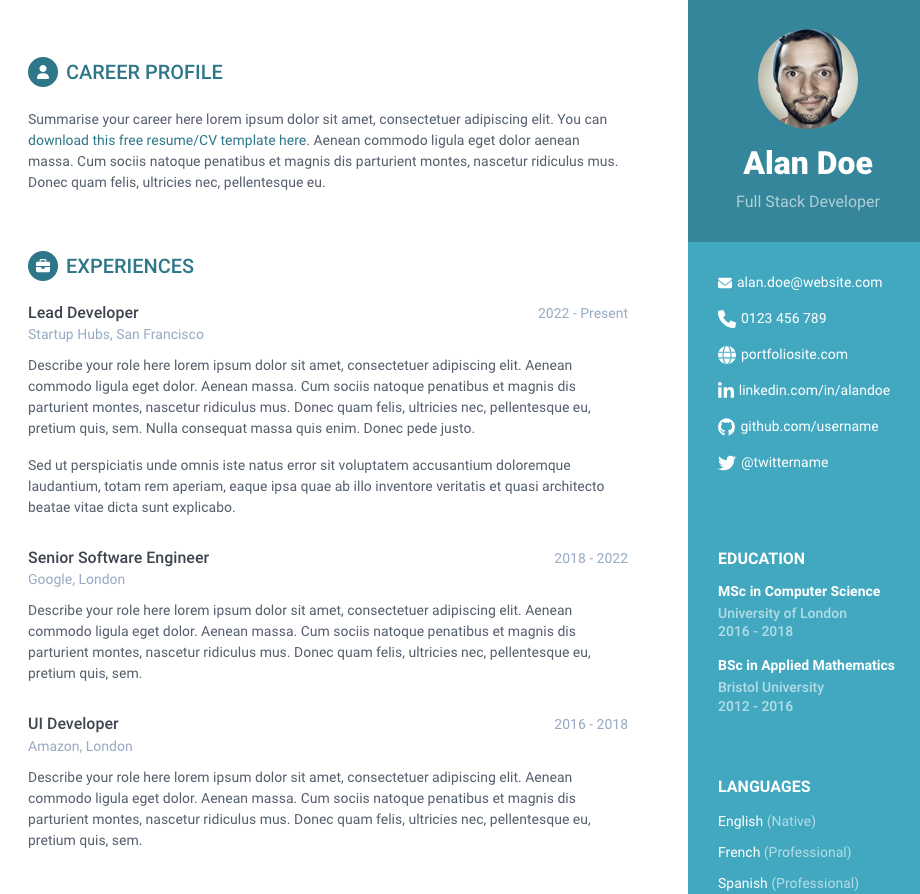 CAREER PROFILE
Summarise your career here lorem ipsum dolor sit amet, consectetuer adipiscing elit. You can
download this free resume/CV template here. Aenean commodo ligula eget dolor aenean
massa. Cum sociis natoque penatibus et magnis dis parturient montes, nascetur ridiculus mus.
Donec quam felis, ultricies nec, pellentesque eu.
EXPERIENCES
Lead Developer 2022 - Present
Startup Hubs, San Francisco
Describe your role here lorem ipsum dolor sit amet, consectetuer adipiscing elit. Aenean
commodo ligula eget dolor. Aenean massa. Cum sociis natoque penatibus et magnis dis
parturient montes, nascetur ridiculus mus. Donec quam felis, ultricies nec, pellentesque eu,
pretium quis, sem. Nulla consequat massa quis enim. Donec pede justo.
Sed ut perspiciatis unde omnis iste natus error sit voluptatem accusantium doloremque
laudantium, totam rem aperiam, eaque ipsa quae ab illo inventore veritatis et quasi architecto
beatae vitae dicta sunt explicabo.
Senior Software Engineer 2018 - 2022
Google, London
Describe your role here lorem ipsum dolor sit amet, consectetuer adipiscing elit. Aenean
commodo ligula eget dolor. Aenean massa. Cum sociis natoque penatibus et magnis dis
parturient montes, nascetur ridiculus mus. Donec quam felis, ultricies nec, pellentesque eu,
pretium quis, sem.
UI Developer 2016 - 2018
Amazon, London
Describe your role here lorem ipsum dolor sit amet, consectetuer adipiscing elit. Aenean
commodo ligula eget dolor. Aenean massa. Cum sociis natoque penatibus et magnis dis
parturient montes, nascetur ridiculus mus. Donec quam felis, ultricies nec, pellentesque eu,
pretium quis, sem.
Alan Doe
Full Stack Developer
alan.doe@website.com
0123 456 789
portfoliosite.com
linkedin.com/in/alandoe
github.com/username
@twittername
EDUCATION
MSc in Computer Science
University of London
2016 - 2018
BSc in Applied Mathematics
Bristol University
2012 - 2016
LANGUAGES
English (Native)
French (Professional)
Spanish (Professional)